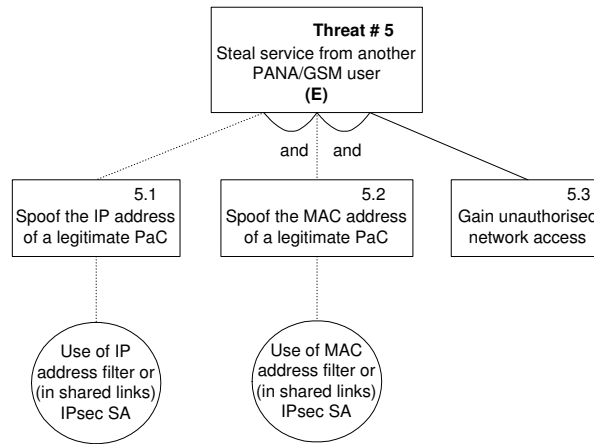 Threat # 5
Steal service from another
PANA/GSM user
(E)
and and
5.1
Spoof the IP address
of a legitimate PaC
5.2
Spoof the MAC address
of a legitimate PaC
5.3
Gain unauthorised
network access
Use of IP
address filter or
(in shared links)
IPsec SA
Use of MAC
address filter or
(in shared links)
IPsec SA